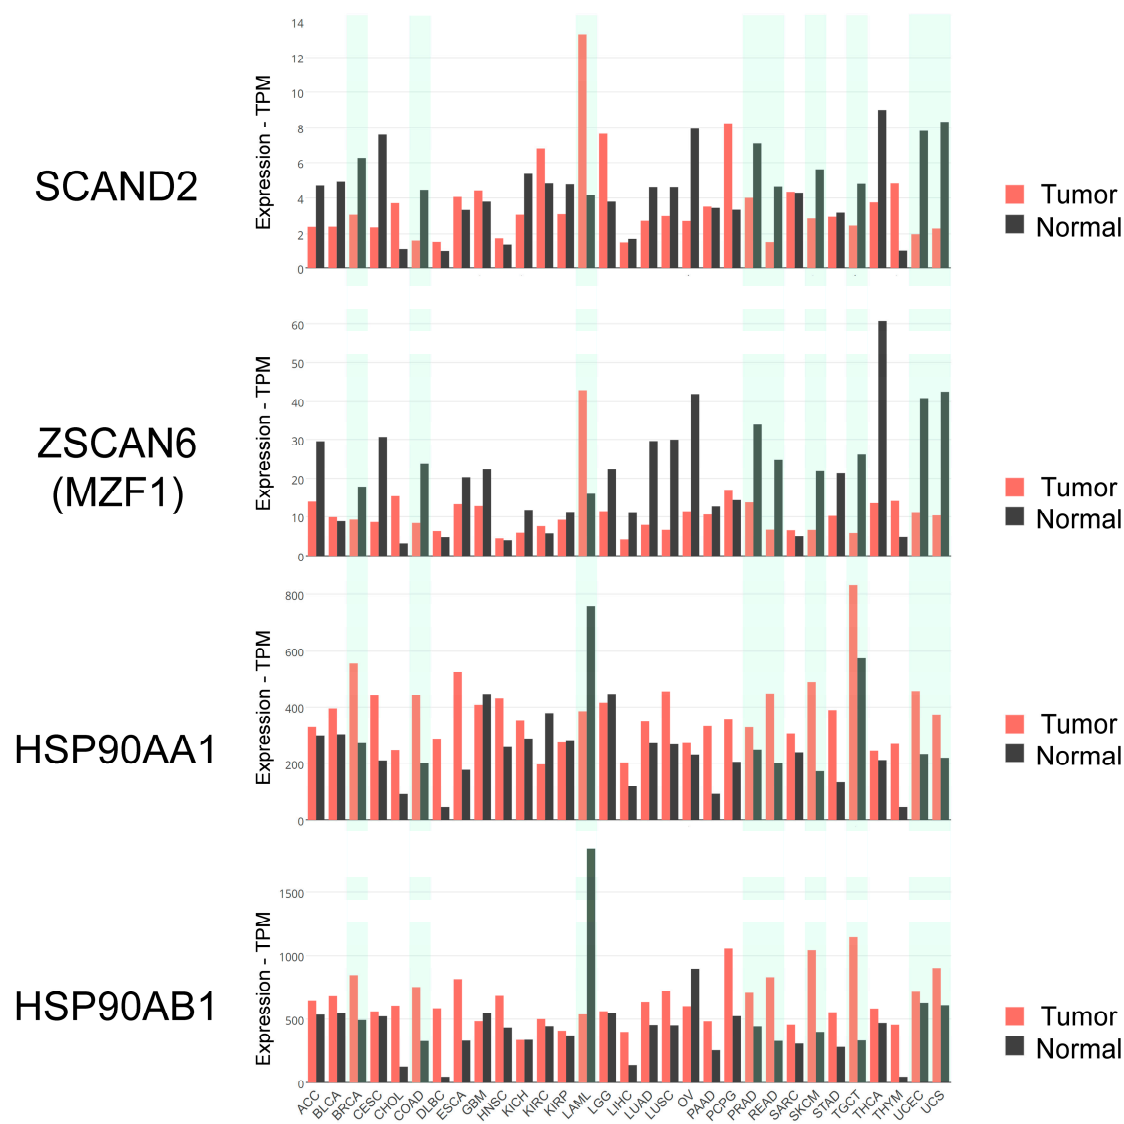 SCAND2
Expression - TPM
14
12
10
8
6
4
2
0
Tumor
Normal
ZSCAN6
(MZF1)
Expression - TPM
60
50
40
30
20
10
0
Tumor
Normal
HSP90AA1
Expression - TPM
800
600
400
200
0
Tumor
Normal
HSP90AB1
Expression - TPM
1500
1000
500
0
Tumor
Normal
ACC BLCA BRCA CESC CHOL COAD DLBC ESCA GBM HNSC KICH KIRC KIRP LAML LGG LIHC LUAD LUSC OV PAAD PCPG PRAD READ SARC SKCM STAD TGCT THCA THYM UCEC UCS